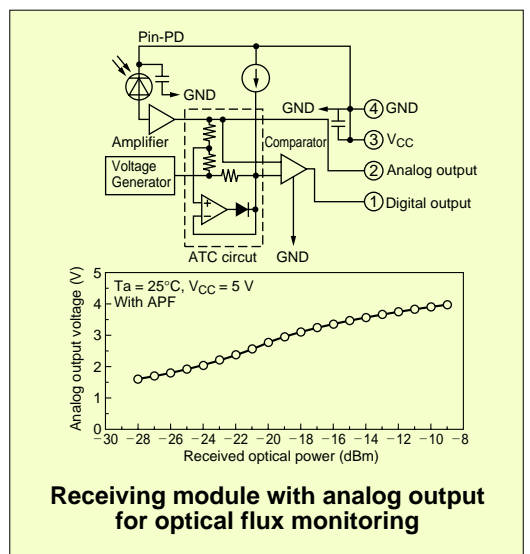 Pin-PD
GND
Amplifier
Voltage
Generator
Comparator
GND
④ GND
③ VCC
② Analog output
① Digital output
+
−
ATC circut
GND
Analog output voltage (V)
5
4
3
2
1
0
Ta = 25°C, VCC = 5 V
With APF
−30 −28 −26 −24 −22 −20 −18 −16 −14 −12 −10 −8
Received optical power (dBm)
Receiving module with analog output
for optical flux monitoring